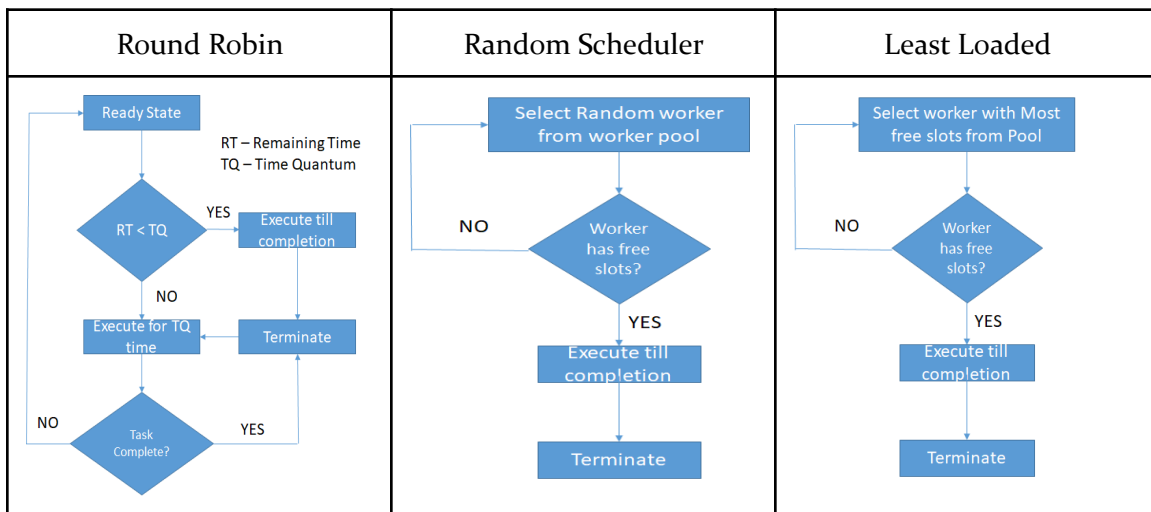 Round Robin
Random Scheduler
Least Loaded
Ready State
RT – Remaining Time
TQ – Time Quantum
RT < TQ
YES
Execute till
completion
NO
Execute for TQ
time
Terminate
Task
Complete?
NO
YES
Select Random worker
from worker pool
NO
Worker
has free
slots?
YES
Execute till
completion
Terminate
Select worker with Most
free slots from Pool
NO
Worker
has free
slots?
YES
Execute till
completion
Terminate